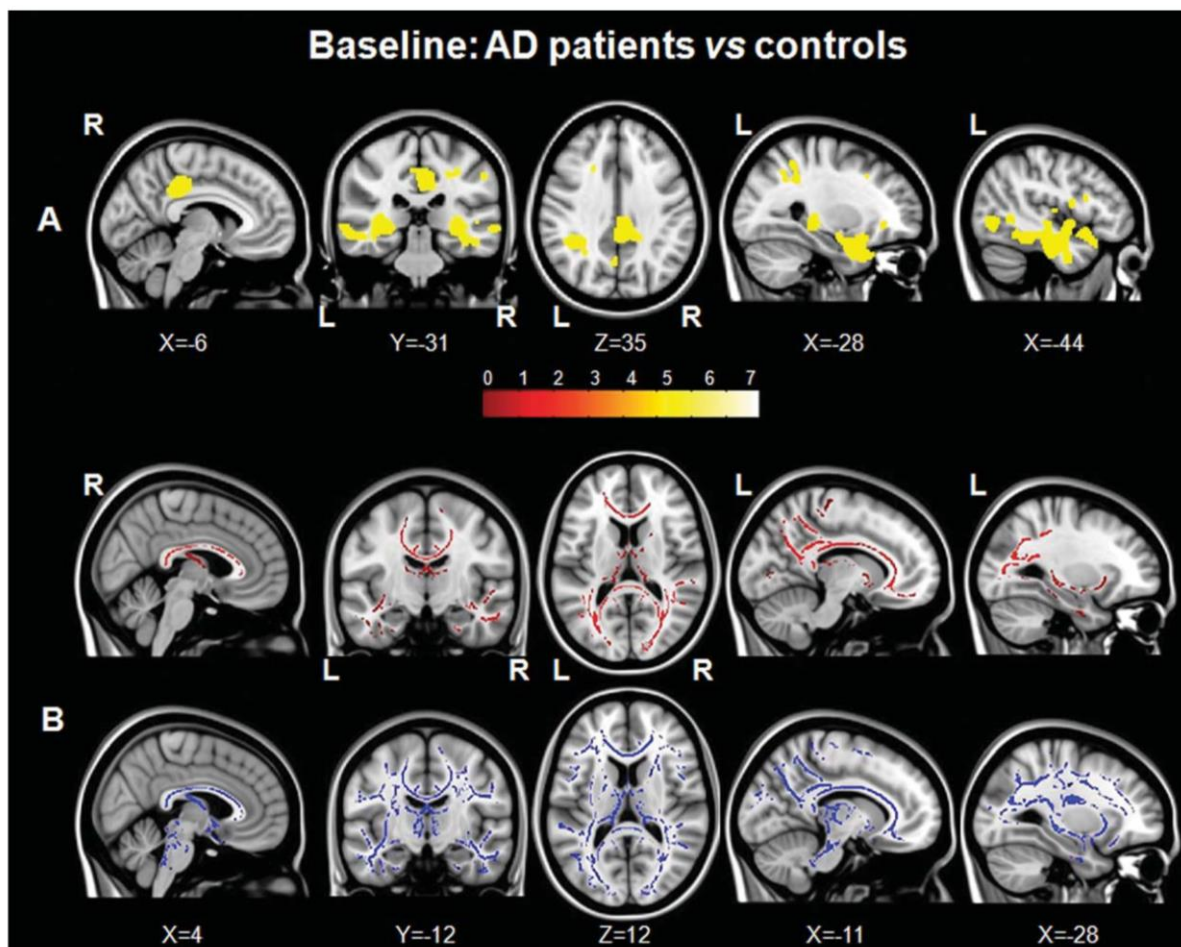 Baseline: AD patients vs controls
R L L
A
L R L R
X=-6 Y=-31 Z=35 X=-28 X=-44
0 1 2 3 4 5 6 7
R L L
L R L R
B
X=4 Y=-12 Z=12 X=-11 X=-28